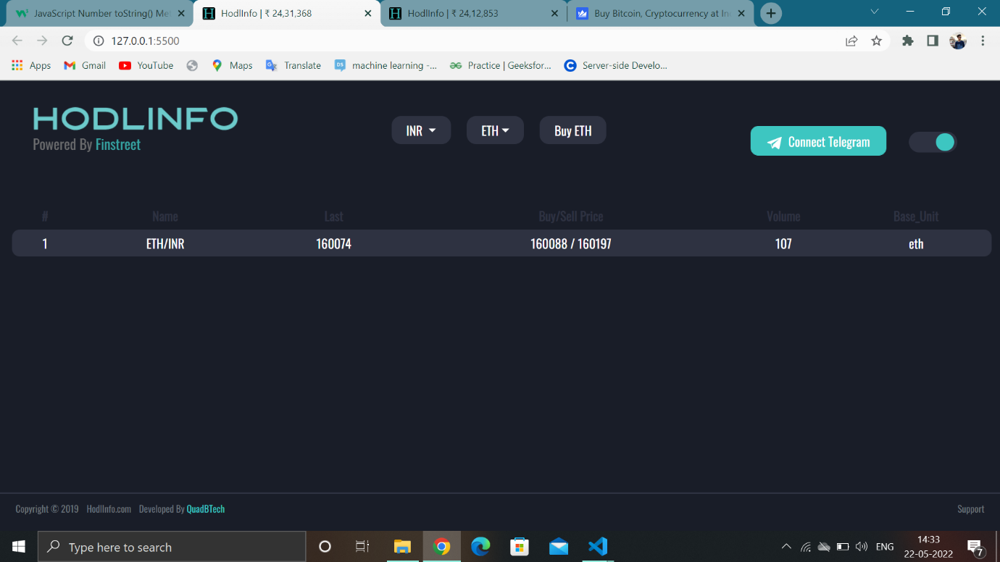 JavaScript Number toString() Me
HodlInfo | ₹ 24,31,368
HodlInfo | ₹ 24,12,853
Buy Bitcoin, Cryptocurrency at In
127.0.0.1:5500
Apps
Gmail
YouTube
Maps
Translate
machine learning -...
Practice | Geeksfor...
Server-side Develo...
HODLINFO
Powered By Finstreet
INR
ETH
Buy ETH
Connect Telegram
# Name Last Buy/Sell Price Volume Base_Unit
1 ETH/INR 160074 160088 / 160197 107 eth
Copyright © 2019 HodlInfo.com Developed By QuadBTech
Support
Type here to search
ENG
14:33
22-05-2022
7